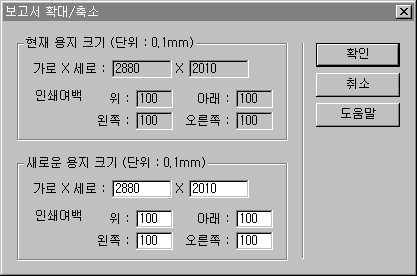 보고서 확대/축소
현재 용지 크기 (단위 : 0,1mm)
가로 X 세로 : 2880 X 2010
인쇄여백 위 : 100 아래 : 100
왼쪽 : 100 오른쪽 : 100
새로운 용지 크기 (단위 : 0,1mm)
가로 X 세로 : 2880 X 2010
인쇄여백 위 : 100 아래 : 100
왼쪽 : 100 오른쪽 : 100
확인
취소
도움말